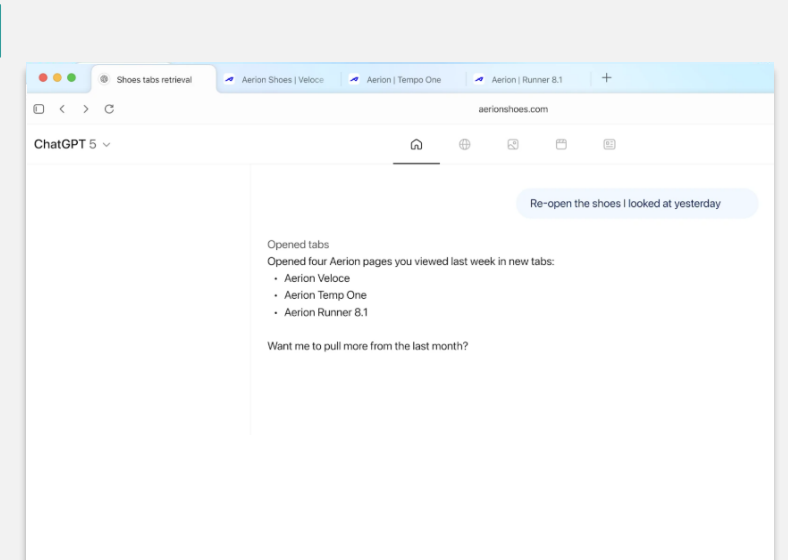 Shoes tabs retrieval
Aerion Shoes | Veloce
Aerion | Tempo One
Aerion | Runner 8.1
aerionshoes.com
ChatGPT 5
Re-open the shoes I looked at yesterday
Opened tabs
Opened four Aerion pages you viewed last week in new tabs:
• Aerion Veloce
• Aerion Temp One
• Aerion Runner 8.1
Want me to pull more from the last month?